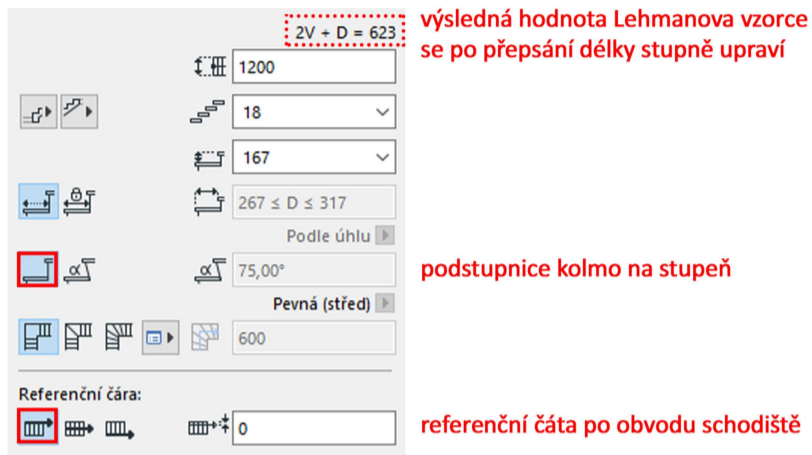 výsledná hodnota Lehmanova vzorce
2V + D = 623
se po přepsání délky stupně upraví
1200
18
167
267 ≤ D ≤ 317
Podle úhlu
α
α
75,00°
podstupnice kolmo na stupeň
Pevná (střed)
600
Referenční čára:
0
referenční čáta po obvodu schodiště